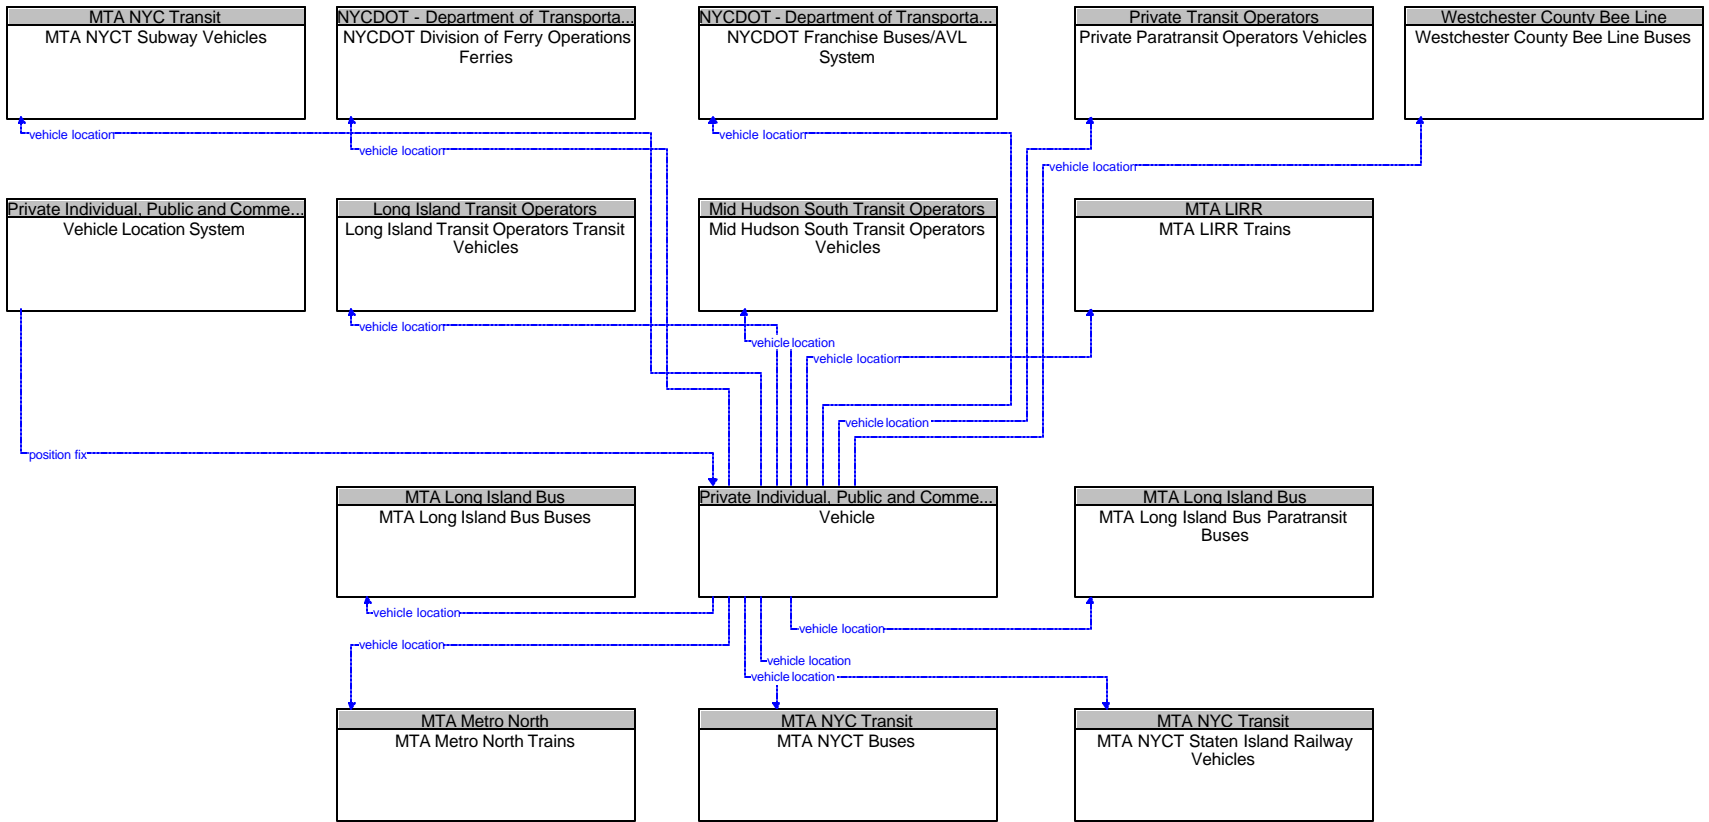 MTA NYC Transit
MTA NYCT Subway Vehicles
NYCDOT - Department of Transporta...
NYCDOT Division of Ferry Operations
Ferries
NYCDOT - Department of Transporta...
NYCDOT Franchise Buses/AVL
System
Private Transit Operators
Private Paratransit Operators Vehicles
Westchester County Bee Line
Westchester County Bee Line Buses
vehicle location
vehicle location
vehicle location
vehicle location
Private Individual, Public and Comme...
Vehicle Location System
Long Island Transit Operators
Long Island Transit Operators Transit
Vehicles
Mid Hudson South Transit Operators
Mid Hudson South Transit Operators
Vehicles
MTA LIRR
MTA LIRR Trains
vehicle location
vehicle location
vehicle location
vehicle location
position fix
MTA Long Island Bus
MTA Long Island Bus Buses
Private Individual, Public and Comme...
Vehicle
MTA Long Island Bus
MTA Long Island Bus Paratransit
Buses
vehicle location
vehicle location
vehicle location
vehicle location
vehicle location
MTA Metro North
MTA Metro North Trains
MTA NYC Transit
MTA NYCT Buses
MTA NYC Transit
MTA NYCT Staten Island Railway
Vehicles